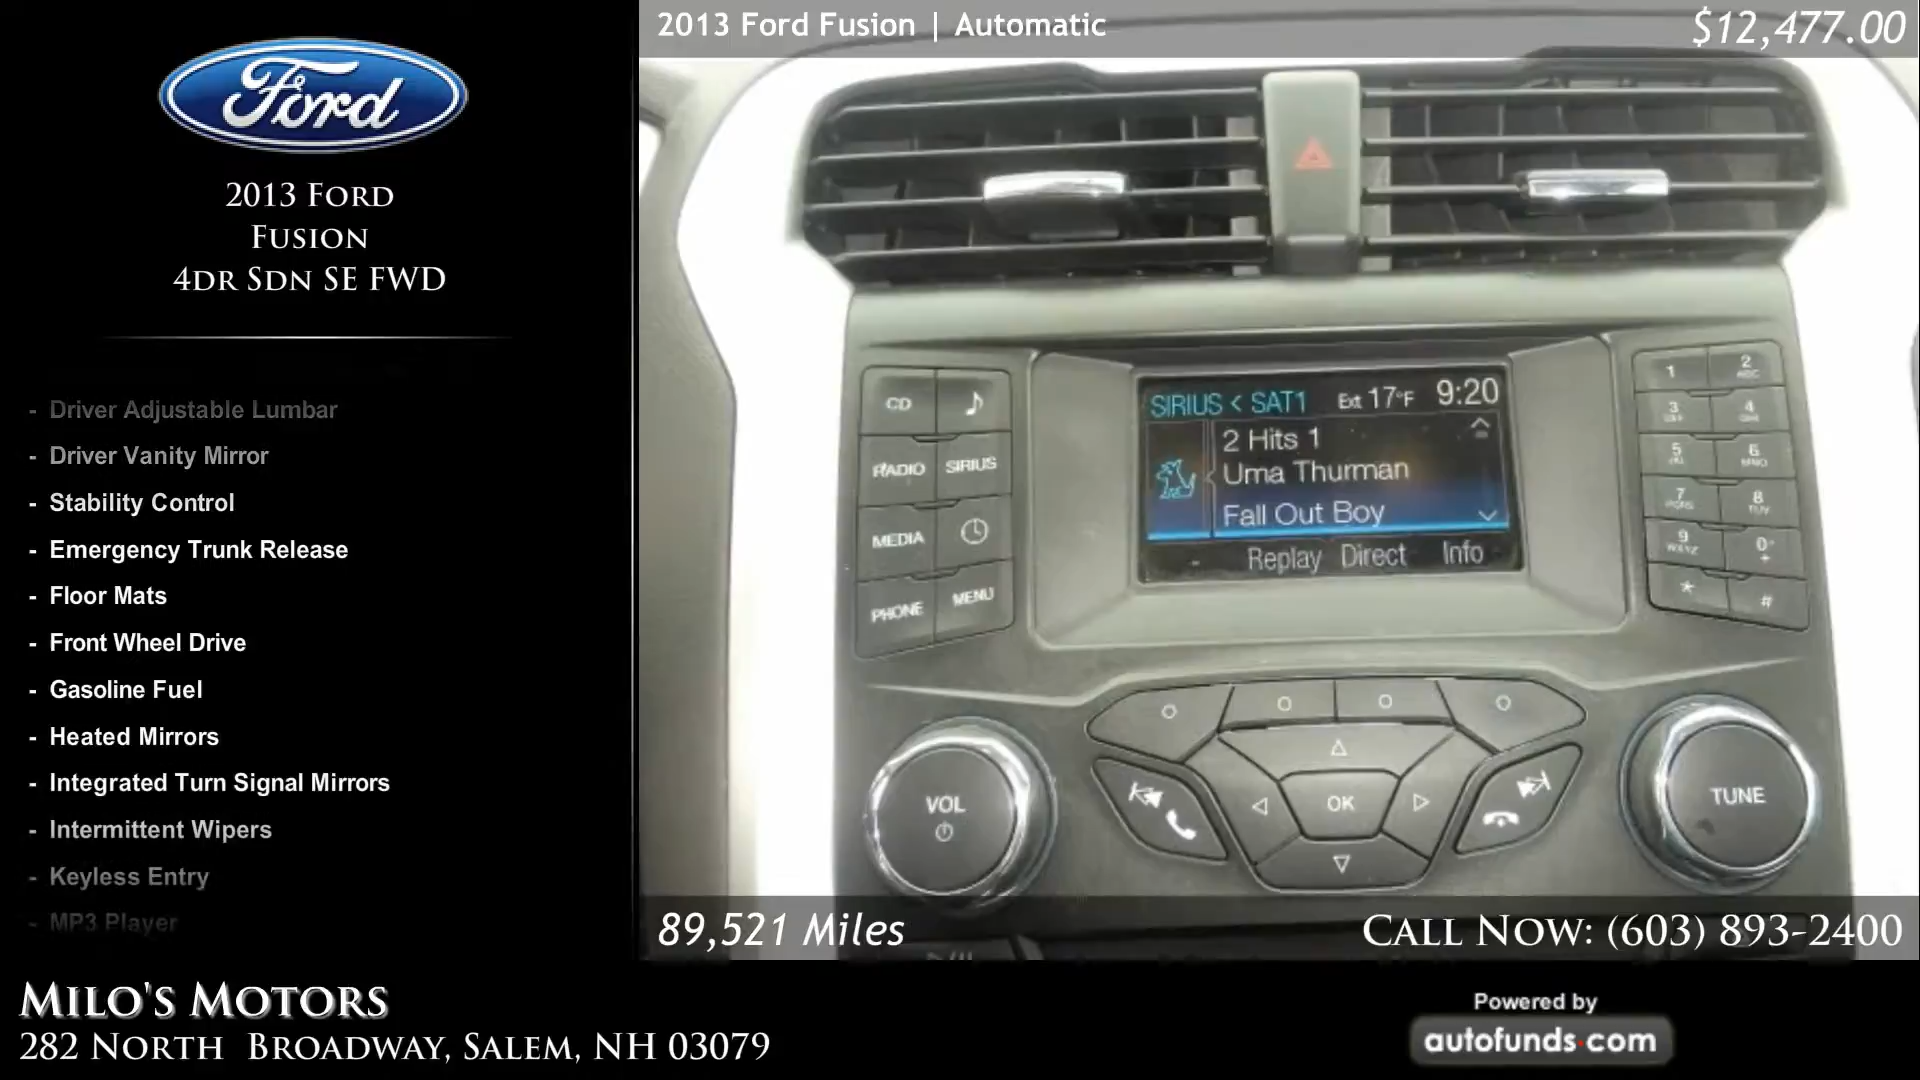 Ford
2013 Ford
Fusion
4dr Sdn SE FWD
- Driver Adjustable Lumbar
- Driver Vanity Mirror
- Stability Control
- Emergency Trunk Release
- Floor Mats
- Front Wheel Drive
- Gasoline Fuel
- Heated Mirrors
- Integrated Turn Signal Mirrors
- Intermittent Wipers
- Keyless Entry
- MP3 Player
2013 Ford Fusion | Automatic
$12,477.00
CD
RADIO SIRIUS
MEDIA
PHONE MENU
SIRIUS < SAT1 Ext 17°F 9:20
2 Hits 1
Uma Thurman
Fall Out Boy
Replay Direct Info
1 2 ABC
3 4
5 6 MNO
7 PQRS 8 TUV
9 WXYZ 0 +
* #
VOL
OK
TUNE
89,521 Miles
Call Now: (603) 893-2400
Milo's Motors
282 North Broadway, Salem, NH 03079
Powered by
autofunds.com